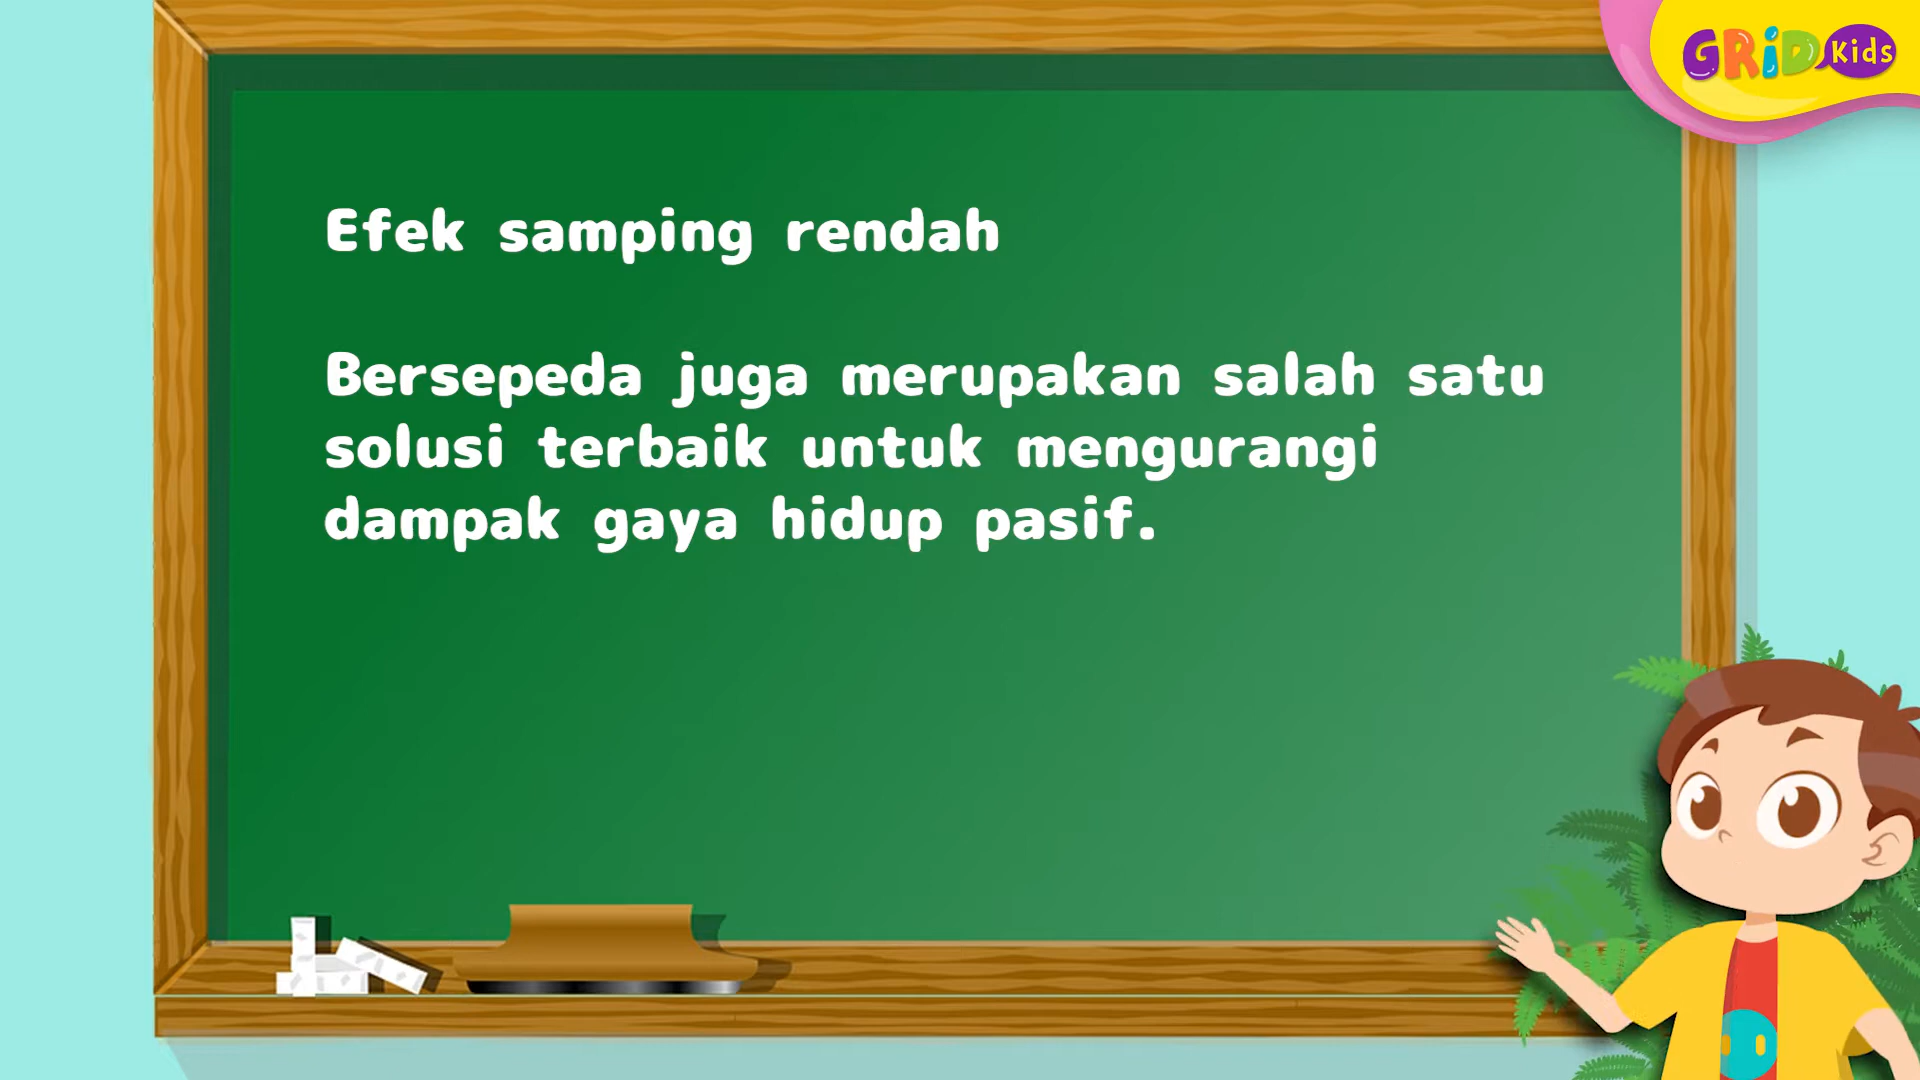 GRiD Kids
Efek samping rendah
Bersepeda juga merupakan salah satu
solusi terbaik untuk mengurangi
dampak gaya hidup pasif.